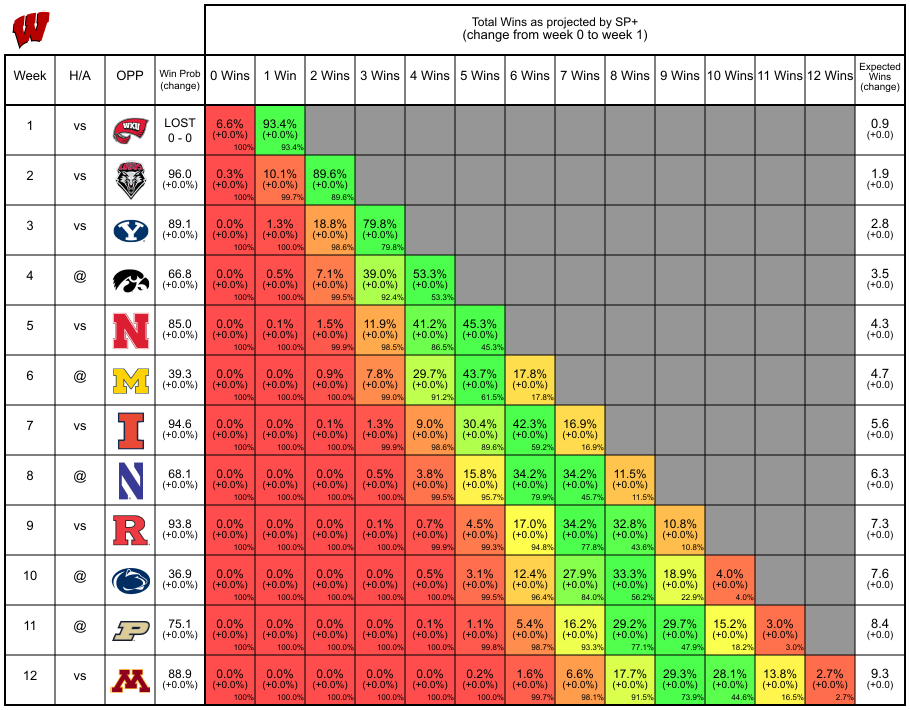 W
Total Wins as projected by SP+
(change from week 0 to week 1)
Week H/A OPP Win Prob (change) 0 Wins 1 Win 2 Wins 3 Wins 4 Wins 5 Wins 6 Wins 7 Wins 8 Wins 9 Wins 10 Wins 11 Wins 12 Wins Expected Wins (change)
1 vs WKU LOST 6.6% 93.4% 0.9
0 - 0 (+0.0%) (+0.0%) (+0.0)
100% 93.4%
2 vs 96.0 0.3% 10.1% 89.6% 1.9
(+0.0%) (+0.0%) (+0.0%) (+0.0%) (+0.0)
100% 99.7% 89.6%
3 vs Y 89.1 0.0% 1.3% 18.8% 79.8% 2.8
(+0.0%) (+0.0%) (+0.0%) (+0.0%) (+0.0%) (+0.0)
100% 100.0% 98.6% 79.8%
4 @ 66.8 0.0% 0.5% 7.1% 39.0% 53.3% 3.5
(+0.0%) (+0.0%) (+0.0%) (+0.0%) (+0.0%) (+0.0%) (+0.0)
100% 100.0% 99.5% 92.4% 53.3%
5 vs N 85.0 0.0% 0.1% 1.5% 11.9% 41.2% 45.3% 4.3
(+0.0%) (+0.0%) (+0.0%) (+0.0%) (+0.0%) (+0.0%) (+0.0%) (+0.0)
100% 100.0% 99.9% 98.5% 86.5% 45.3%
6 @ M 39.3 0.0% 0.0% 0.9% 7.8% 29.7% 43.7% 17.8% 4.7
(+0.0%) (+0.0%) (+0.0%) (+0.0%) (+0.0%) (+0.0%) (+0.0%) (+0.0%) (+0.0)
100% 100.0% 100.0% 99.0% 91.2% 61.5% 17.8%
7 vs I 94.6 0.0% 0.0% 0.1% 1.3% 9.0% 30.4% 42.3% 16.9% 5.6
(+0.0%) (+0.0%) (+0.0%) (+0.0%) (+0.0%) (+0.0%) (+0.0%) (+0.0%) (+0.0%) (+0.0)
100% 100.0% 100.0% 99.9% 98.6% 89.6% 59.2% 16.9%
8 @ N 68.1 0.0% 0.0% 0.0% 0.5% 3.8% 15.8% 34.2% 34.2% 11.5% 6.3
(+0.0%) (+0.0%) (+0.0%) (+0.0%) (+0.0%) (+0.0%) (+0.0%) (+0.0%) (+0.0%) (+0.0%) (+0.0)
100% 100.0% 100.0% 100.0% 99.5% 95.7% 79.9% 45.7% 11.5%
9 vs R 93.8 0.0% 0.0% 0.0% 0.1% 0.7% 4.5% 17.0% 34.2% 32.8% 10.8% 7.3
(+0.0%) (+0.0%) (+0.0%) (+0.0%) (+0.0%) (+0.0%) (+0.0%) (+0.0%) (+0.0%) (+0.0%) (+0.0%) (+0.0)
100% 100.0% 100.0% 100.0% 99.9% 99.3% 94.8% 77.8% 43.6% 10.8%
10 @ 36.9 0.0% 0.0% 0.0% 0.0% 0.5% 3.1% 12.4% 27.9% 33.3% 18.9% 4.0% 7.6
(+0.0%) (+0.0%) (+0.0%) (+0.0%) (+0.0%) (+0.0%) (+0.0%) (+0.0%) (+0.0%) (+0.0%) (+0.0%) (+0.0%) (+0.0)
100% 100.0% 100.0% 100.0% 100.0% 99.5% 96.4% 84.0% 56.2% 22.9% 4.0%
11 @ P 75.1 0.0% 0.0% 0.0% 0.0% 0.1% 1.1% 5.4% 16.2% 29.2% 29.7% 15.2% 3.0% 8.4
(+0.0%) (+0.0%) (+0.0%) (+0.0%) (+0.0%) (+0.0%) (+0.0%) (+0.0%) (+0.0%) (+0.0%) (+0.0%) (+0.0%) (+0.0%) (+0.0)
100% 100.0% 100.0% 100.0% 100.0% 99.8% 98.7% 93.3% 77.1% 47.9% 18.2% 3.0%
12 vs M 88.9 0.0% 0.0% 0.0% 0.0% 0.0% 0.2% 1.6% 6.6% 17.7% 29.3% 28.1% 13.8% 2.7% 9.3
(+0.0%) (+0.0%) (+0.0%) (+0.0%) (+0.0%) (+0.0%) (+0.0%) (+0.0%) (+0.0%) (+0.0%) (+0.0%) (+0.0%) (+0.0%) (+0.0%) (+0.0)
100% 100.0% 100.0% 100.0% 100.0% 100.0% 99.7% 98.1% 91.5% 73.9% 44.6% 16.5% 2.7%